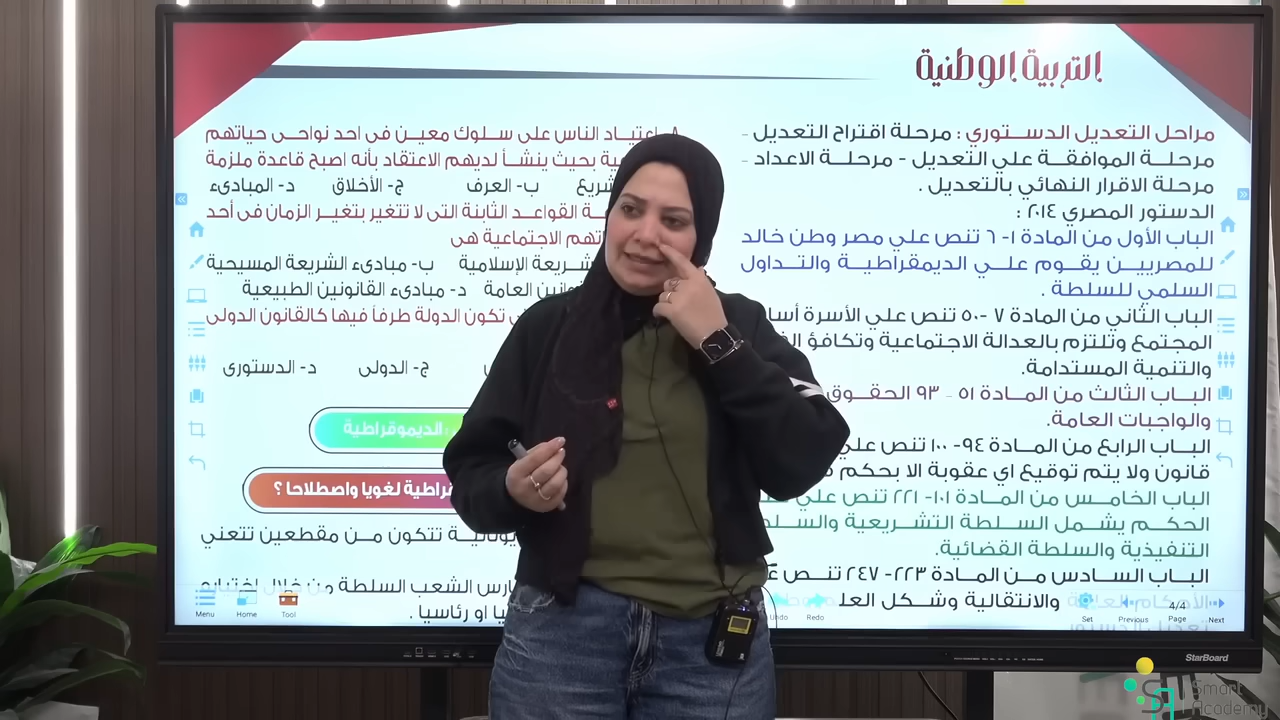 التربية الوطنية
مراحل التعديل الدستوري : مرحلة اقتراح التعديل -
مرحلة الموافقة علي التعديل - مرحلة الاعداد -
مرحلة الاقرار النهائي بالتعديل .
الدستور المصري ٢٠١٤ :
الباب الأول من المادة ١- ٦ تنص علي مصر وطن خالد
للمصريين يقوم علي الديمقراطية والتداول
السلمي للسلطة .
الباب الثاني من المادة ٧ -٥٠ تنص علي الأسرة
المجتمع وتلتزم بالعدالة الاجتماعية وتكافؤ
والتنمية المستدامة.
الباب الثالث من المادة ٥١ - ٩٣ الحقوق
والواجبات العامة.
الباب الرابع من المادة ٩٤- ١٠٠ تنص علي
قانون ولا يتم توقيع اي عقوبة الا بحكم
الباب الخامس من المادة ١٠١- ٢٢١ تنص علي
الحكم يشمل السلطة التشريعية
التنفيذية والسلطة القضائية.
الباب السادس من المادة ٢٢٣- ٢٤٧ تنص
والانتقالية وشكل
اعتياد الناس على سلوك معين فى احد نواحى حياتهم
بحيث ينشأ لديهم الاعتقاد بأنه اصبح قاعدة ملزمة
ب- العرف ج- الأخلاق د- المبادىء
القواعد الثابتة التى لا تتغير بتغير الزمان فى أحد
الاجتماعية هى
الإسلامية ب- مبادىء الشريعة المسيحية
العامة د- مبادىء القانونين الطبيعية
تكون الدولة طرفاً فيها كالقانون الدولى
ج- الدولى د- الدستورى
الديموقراطية
لغويا واصطلاحا ؟
تتكون من مقطعين تتعني
الشعب السلطة من خلال اختياره
او رئاسيا .
Menu Home Tool Undo Redo Set Previous 4/4 Page Next
StarBoard
Smart
Academy